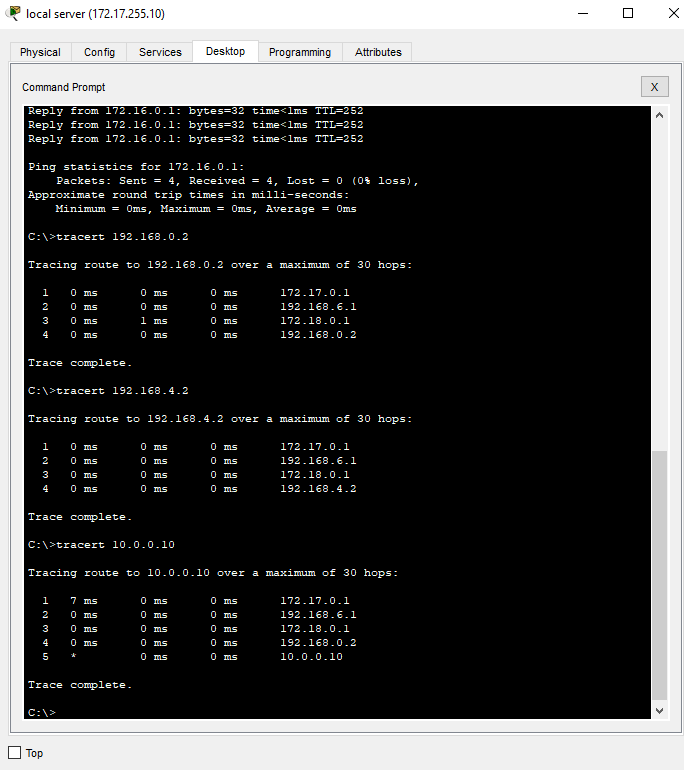 local server (172.17.255.10)
Physical Config Services Desktop Programming Attributes
Command Prompt
X
Reply from 172.16.0.1: bytes=32 time<1ms TTL=252
Reply from 172.16.0.1: bytes=32 time<1ms TTL=252
Reply from 172.16.0.1: bytes=32 time<1ms TTL=252
Ping statistics for 172.16.0.1:
Packets: Sent = 4, Received = 4, Lost = 0 (0% loss),
Approximate round trip times in milli-seconds:
Minimum = 0ms, Maximum = 0ms, Average = 0ms
C:\>tracert 192.168.0.2
Tracing route to 192.168.0.2 over a maximum of 30 hops:
1 0 ms 0 ms 0 ms 172.17.0.1
2 0 ms 0 ms 0 ms 192.168.6.1
3 0 ms 1 ms 0 ms 172.18.0.1
4 0 ms 0 ms 0 ms 192.168.0.2
Trace complete.
C:\>tracert 192.168.4.2
Tracing route to 192.168.4.2 over a maximum of 30 hops:
1 0 ms 0 ms 0 ms 172.17.0.1
2 0 ms 0 ms 0 ms 192.168.6.1
3 0 ms 0 ms 0 ms 172.18.0.1
4 0 ms 0 ms 0 ms 192.168.4.2
Trace complete.
C:\>tracert 10.0.0.10
Tracing route to 10.0.0.10 over a maximum of 30 hops:
1 7 ms 0 ms 0 ms 172.17.0.1
2 0 ms 0 ms 0 ms 192.168.6.1
3 0 ms 0 ms 0 ms 172.18.0.1
4 0 ms 0 ms 0 ms 192.168.0.2
5 * 0 ms 0 ms 10.0.0.10
Trace complete.
C:\>
Top